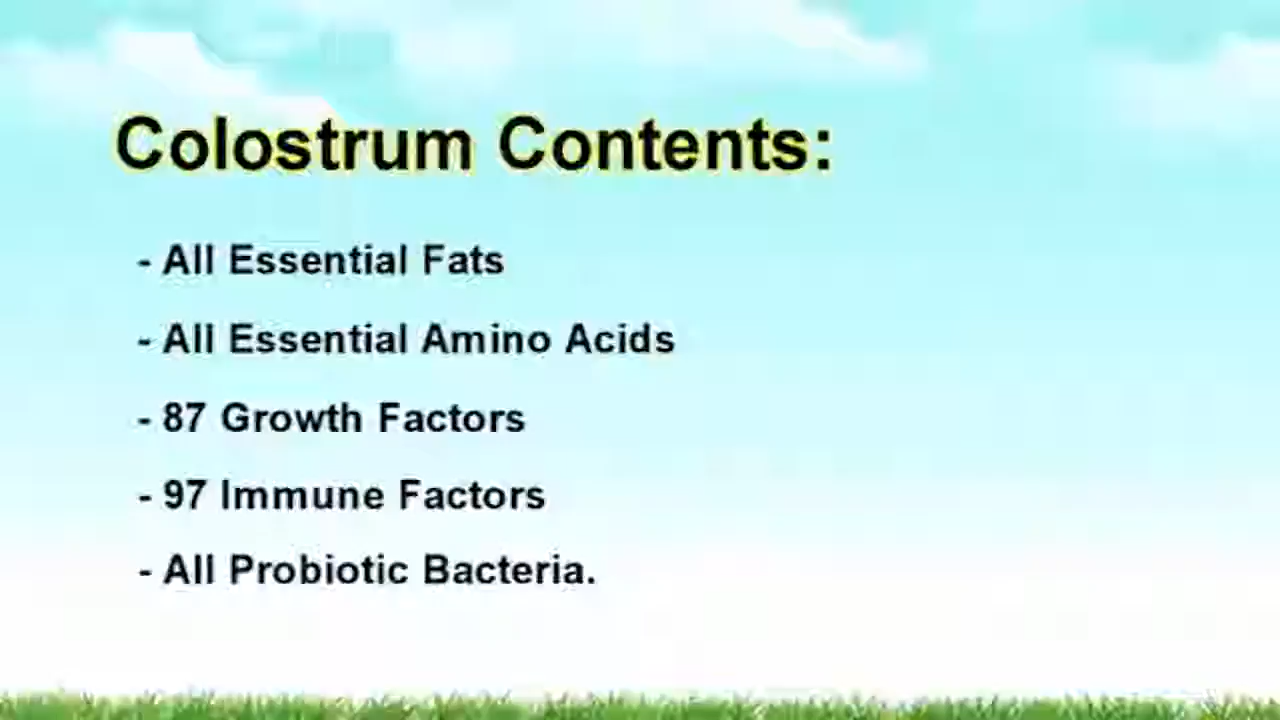 Colostrum Contents:
- All Essential Fats
- All Essential Amino Acids
- 87 Growth Factors
- 97 Immune Factors
- All Probiotic Bacteria.